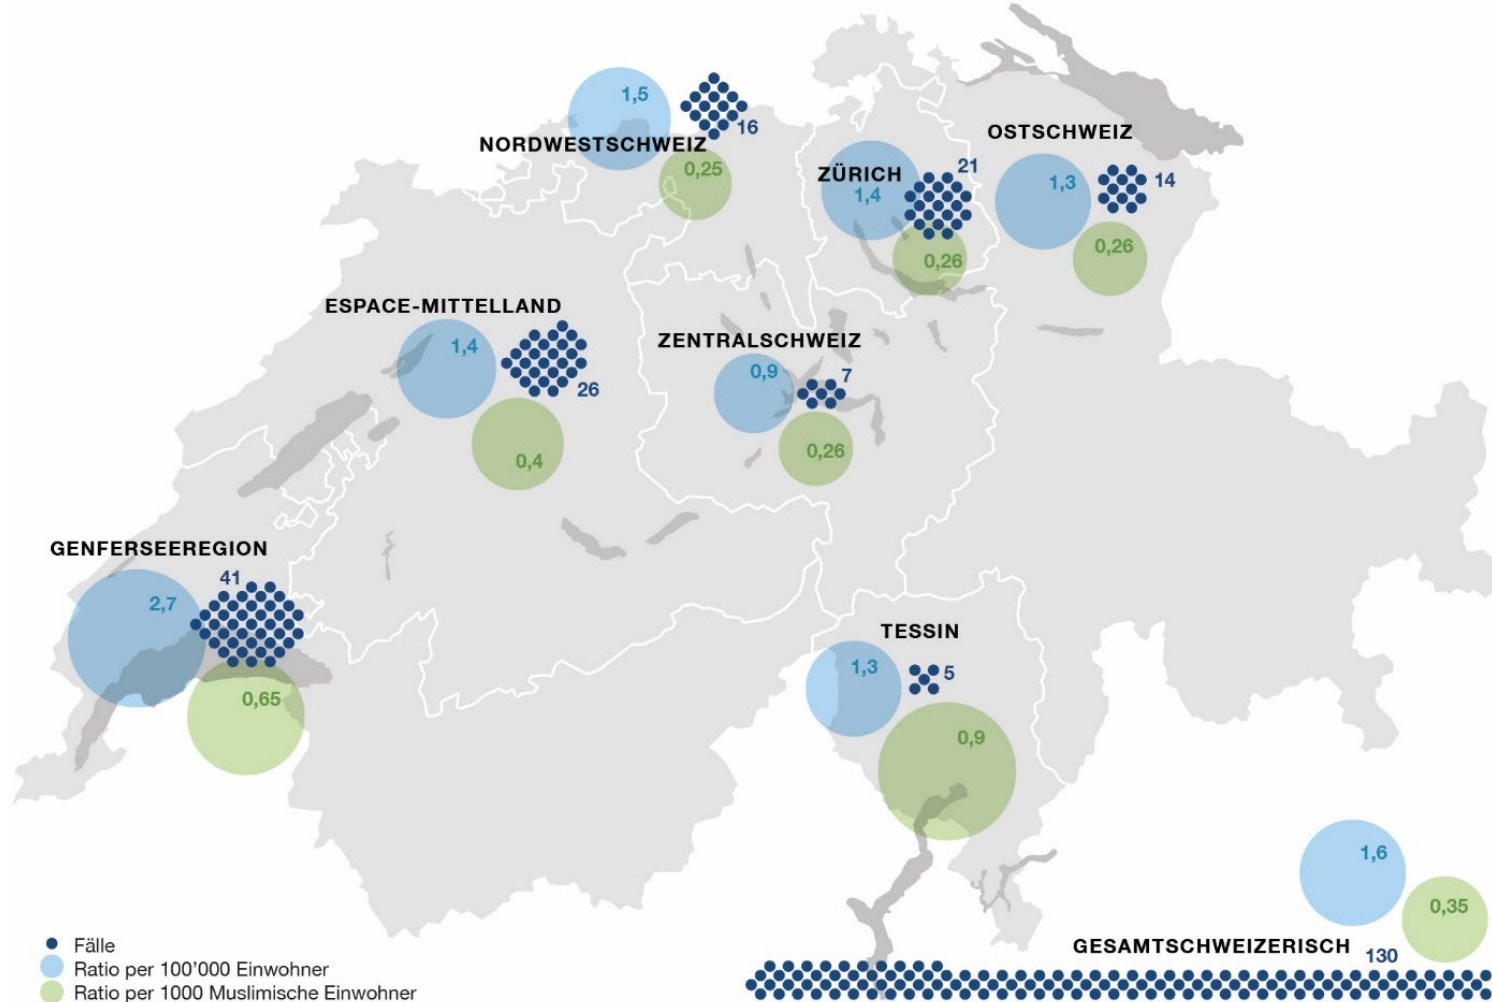 1,5
16
NORDWESTSCHWEIZ
0,25
OSTSCHWEIZ
ZÜRICH
21
1,4
0,26
1,3
14
0,26
ESPACE-MITTELLAND
1,4
26
0,4
ZENTRALSCHWEIZ
0,9
7
0,26
GENFERSEEREGION
41
2,7
0,65
TESSIN
1,3
5
0,9
1,6
0,35
GESAMTSCHWEIZERISCH
130
Fälle
Ratio per 100'000 Einwohner
Ratio per 1000 Muslimische Einwohner